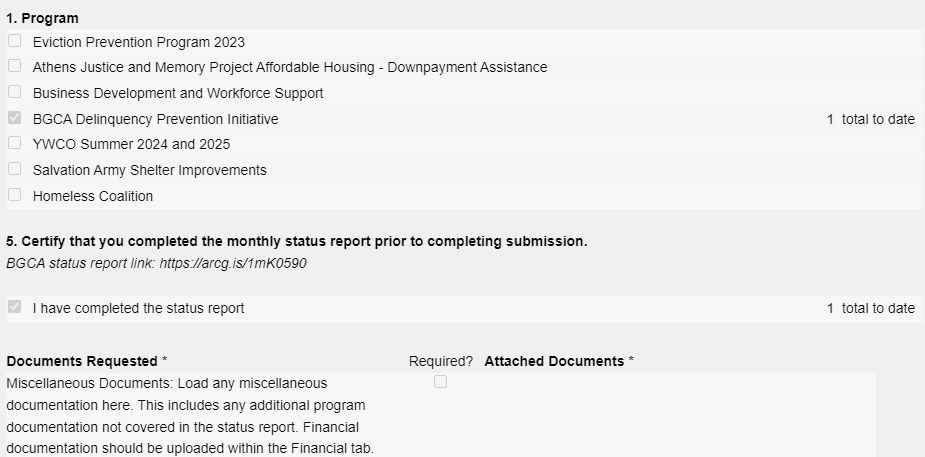 1. Program
Eviction Prevention Program 2023
Athens Justice and Memory Project Affordable Housing - Downpayment Assistance
Business Development and Workforce Support
BGCA Delinquency Prevention Initiative 1 total to date
YWCO Summer 2024 and 2025
Salvation Army Shelter Improvements
Homeless Coalition
5. Certify that you completed the monthly status report prior to completing submission.
BGCA status report link: https://arcg.is/1mK0590
I have completed the status report 1 total to date
Documents Requested * Required? Attached Documents *
Miscellaneous Documents: Load any miscellaneous
documentation here. This includes any additional program
documentation not covered in the status report. Financial
documentation should be uploaded within the Financial tab.